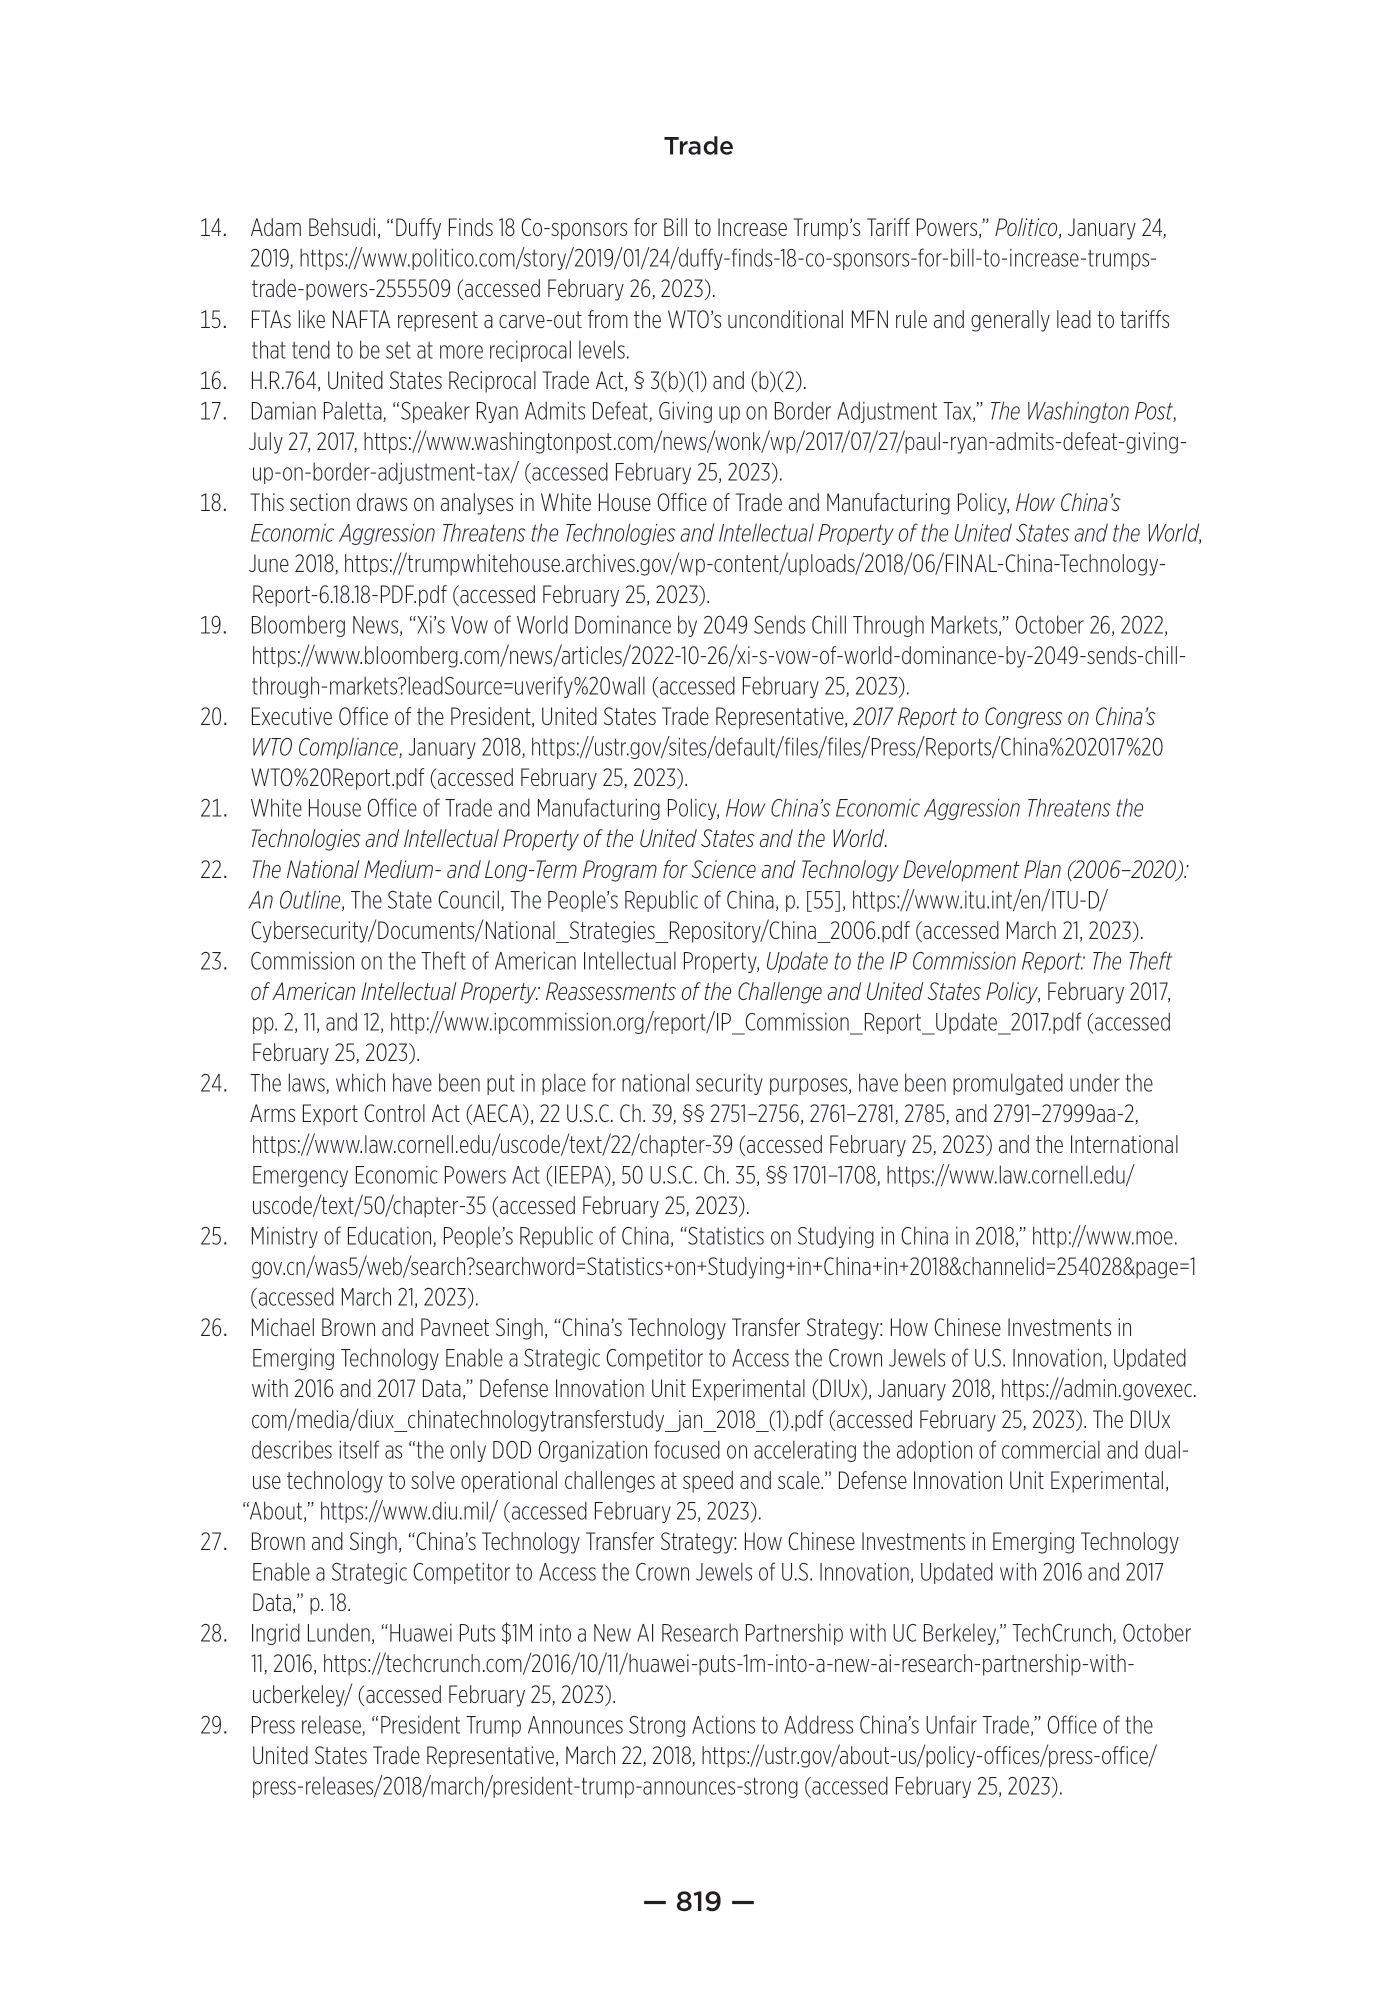 Trade
14. Adam Behsudi, “Duffy Finds 18 Co-sponsors for Bill to Increase Trump’s Tariff Powers,” Politico, January 24,
2019, https://www.politico.com/story/2019/01/24/duffy-finds-18-co-sponsors-for-bill-to-increase-trumps-
trade-powers-2555509 (accessed February 26, 2023).
15. FTAs like NAFTA represent a carve-out from the WTO’s unconditional MFN rule and generally lead to tariffs
that tend to be set at more reciprocal levels.
16. H.R.764, United States Reciprocal Trade Act, § 3(b)(1) and (b)(2).
17. Damian Paletta, “Speaker Ryan Admits Defeat, Giving up on Border Adjustment Tax,” The Washington Post,
July 27, 2017, https://www.washingtonpost.com/news/wonk/wp/2017/07/27/paul-ryan-admits-defeat-giving-
up-on-border-adjustment-tax/ (accessed February 25, 2023).
18. This section draws on analyses in White House Office of Trade and Manufacturing Policy, How China’s
Economic Aggression Threatens the Technologies and Intellectual Property of the United States and the World,
June 2018, https://trumpwhitehouse.archives.gov/wp-content/uploads/2018/06/FINAL-China-Technology-
Report-6.18.18-PDF.pdf (accessed February 25, 2023).
19. Bloomberg News, “Xi’s Vow of World Dominance by 2049 Sends Chill Through Markets,” October 26, 2022,
https://www.bloomberg.com/news/articles/2022-10-26/xi-s-vow-of-world-dominance-by-2049-sends-chill-
through-markets?leadSource=uverify%20wall (accessed February 25, 2023).
20. Executive Office of the President, United States Trade Representative, 2017 Report to Congress on China’s
WTO Compliance, January 2018, https://ustr.gov/sites/default/files/files/Press/Reports/China%202017%20
WTO%20Report.pdf (accessed February 25, 2023).
21. White House Office of Trade and Manufacturing Policy, How China’s Economic Aggression Threatens the
Technologies and Intellectual Property of the United States and the World.
22. The National Medium- and Long-Term Program for Science and Technology Development Plan (2006–2020):
An Outline, The State Council, The People’s Republic of China, p. [55], https://www.itu.int/en/ITU-D/
Cybersecurity/Documents/National_Strategies_Repository/China_2006.pdf (accessed March 21, 2023).
23. Commission on the Theft of American Intellectual Property, Update to the IP Commission Report: The Theft
of American Intellectual Property: Reassessments of the Challenge and United States Policy, February 2017,
pp. 2, 11, and 12, http://www.ipcommission.org/report/IP_Commission_Report_Update_2017.pdf (accessed
February 25, 2023).
24. The laws, which have been put in place for national security purposes, have been promulgated under the
Arms Export Control Act (AECA), 22 U.S.C. Ch. 39, §§ 2751–2756, 2761–2781, 2785, and 2791–27999aa-2,
https://www.law.cornell.edu/uscode/text/22/chapter-39 (accessed February 25, 2023) and the International
Emergency Economic Powers Act (IEEPA), 50 U.S.C. Ch. 35, §§ 1701–1708, https://www.law.cornell.edu/
uscode/text/50/chapter-35 (accessed February 25, 2023).
25. Ministry of Education, People’s Republic of China, “Statistics on Studying in China in 2018,” http://www.moe.
gov.cn/was5/web/search?searchword=Statistics+on+Studying+in+China+in+2018&channelid=254028&page=1
(accessed March 21, 2023).
26. Michael Brown and Pavneet Singh, “China’s Technology Transfer Strategy: How Chinese Investments in
Emerging Technology Enable a Strategic Competitor to Access the Crown Jewels of U.S. Innovation, Updated
with 2016 and 2017 Data,” Defense Innovation Unit Experimental (DIUx), January 2018, https://admin.govexec.
com/media/diux_chinatechnologytransferstudy_jan_2018_(1).pdf (accessed February 25, 2023). The DIUx
describes itself as “the only DOD Organization focused on accelerating the adoption of commercial and dual-
use technology to solve operational challenges at speed and scale.” Defense Innovation Unit Experimental,
“About,” https://www.diu.mil/ (accessed February 25, 2023).
27. Brown and Singh, “China’s Technology Transfer Strategy: How Chinese Investments in Emerging Technology
Enable a Strategic Competitor to Access the Crown Jewels of U.S. Innovation, Updated with 2016 and 2017
Data,” p. 18.
28. Ingrid Lunden, “Huawei Puts $1M into a New AI Research Partnership with UC Berkeley,” TechCrunch, October
11, 2016, https://techcrunch.com/2016/10/11/huawei-puts-1m-into-a-new-ai-research-partnership-with-
ucberkeley/ (accessed February 25, 2023).
29. Press release, “President Trump Announces Strong Actions to Address China’s Unfair Trade,” Office of the
United States Trade Representative, March 22, 2018, https://ustr.gov/about-us/policy-offices/press-office/
press-releases/2018/march/president-trump-announces-strong (accessed February 25, 2023).
— 819 —